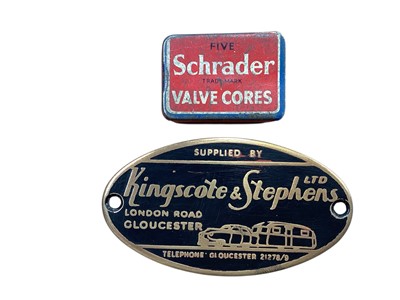 FIVE
Schrader
TRADE MARK
VALVE CORES
SUPPLIED BY
Kingscote & Stephens LTD
LONDON ROAD
GLOUCESTER
TELEPHONE: GLOUCESTER 21278/9